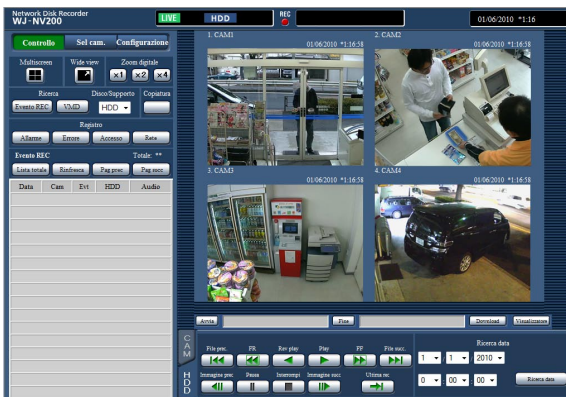 Network Disk Recorder
WJ-NV200
LIVE HDD REC 01/06/2010 *1:16
Controllo Sel cam. Configurazione
Multiscreen Wide view Zoom digitale
×1 ×2 ×4
Ricerca Disco/Supporto Copiatura
Evento REC VMD HDD
Registro
Allarme Errore Accesso Rete
Evento REC Totale: **
Lista totale Rinfresca Pag prec Pag succ
Data Cam Evt HDD Audio
1. CAM1 2. CAM2
01/06/2010 *1:16:58 01/06/2010 *1:16:58
3. CAM3 4. CAM4
01/06/2010 *1:16:58 01/06/2010 *1:16:58
Avvia Fine Download Visualizzatore
CAM
HDD
File prec. FR Rev play Play FF File succ.
Immagine prec Pausa Interrompi Immagine succ. Ultima rec
Ricerca data
1 1 2010
0 : 00 : 00 Ricerca data